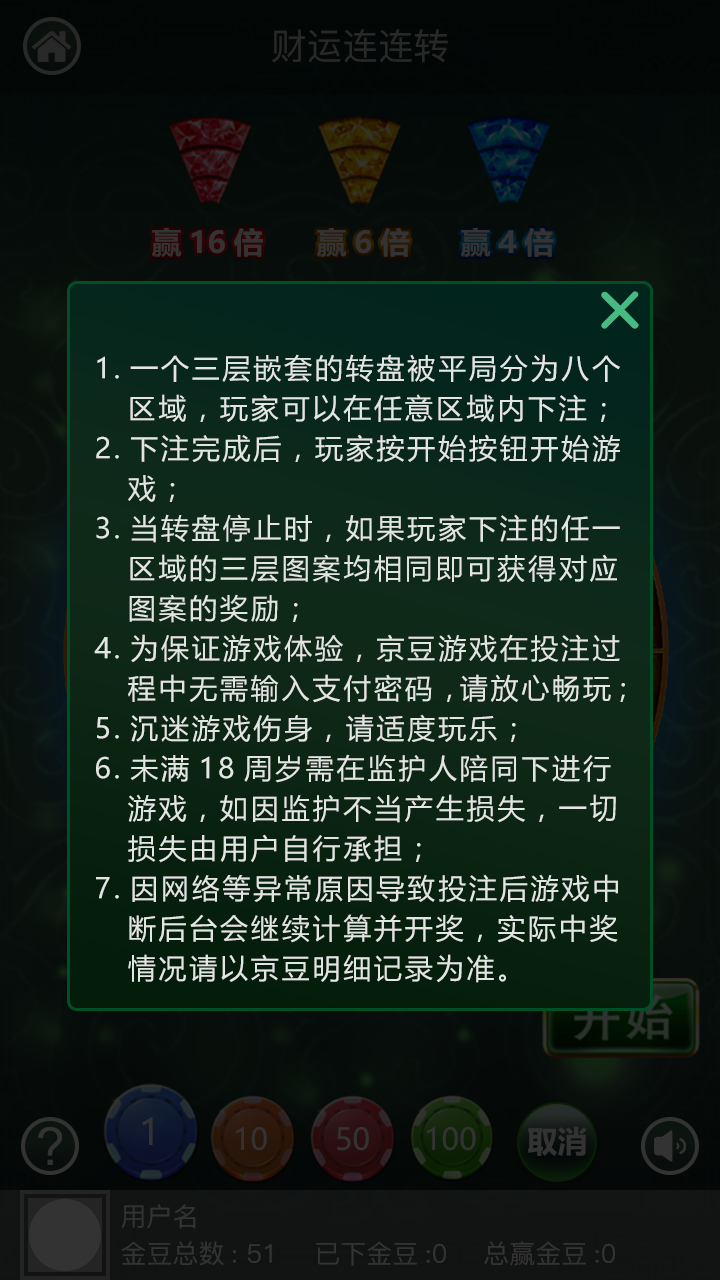 财运连连转
赢16倍
赢6倍
赢4倍
1. 一个三层嵌套的转盘被平局分为八个
区域，玩家可以在任意区域内下注；
2. 下注完成后，玩家按开始按钮开始游
戏；
3. 当转盘停止时，如果玩家下注的任一
区域的三层图案均相同即可获得对应
图案的奖励；
4. 为保证游戏体验，京豆游戏在投注过
程中无需输入支付密码，请放心畅玩；
5. 沉迷游戏伤身，请适度玩乐；
6. 未满 18 周岁需在监护人陪同下进行
游戏，如因监护不当产生损失，一切
损失由用户自行承担；
7. 因网络等异常原因导致投注后游戏中
断后台会继续计算并开奖，实际中奖
情况请以京豆明细记录为准。
开始
?
1
10
50
100
取消
用户名
金豆总数：51 已下金豆：0 总赢金豆：0